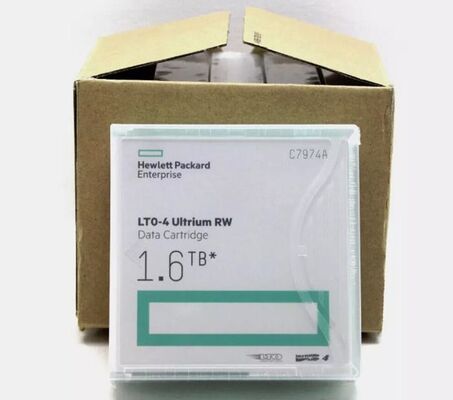 C7974A
Hewlett Packard
Enterprise
LTO-4 Ultrium RW
Data Cartridge
1.6TB*